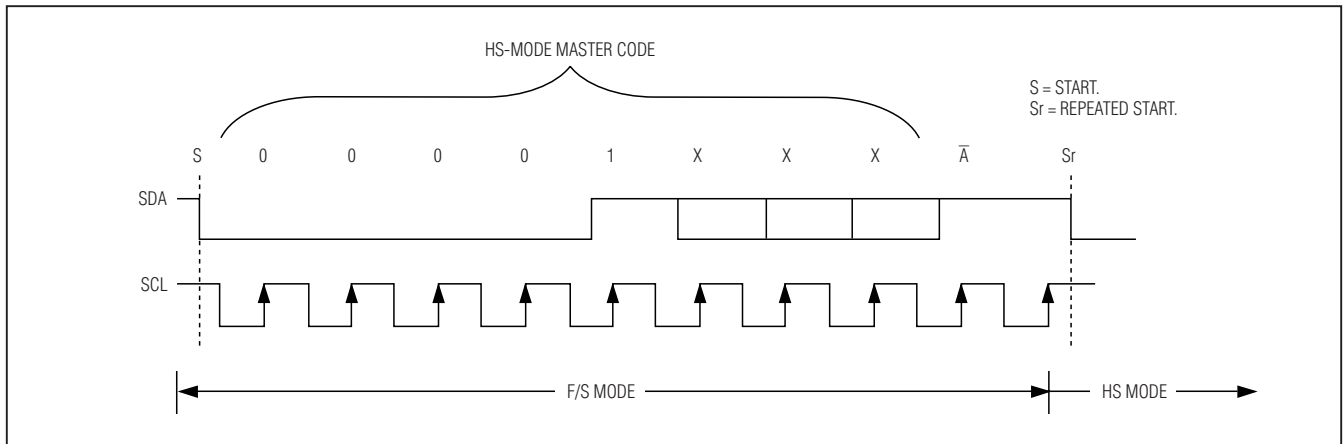 HS-MODE MASTER CODE
S = START.
Sr = REPEATED START.
S 0 0 0 0 1 X X X A̅ Sr
SDA
SCL
F/S MODE HS MODE